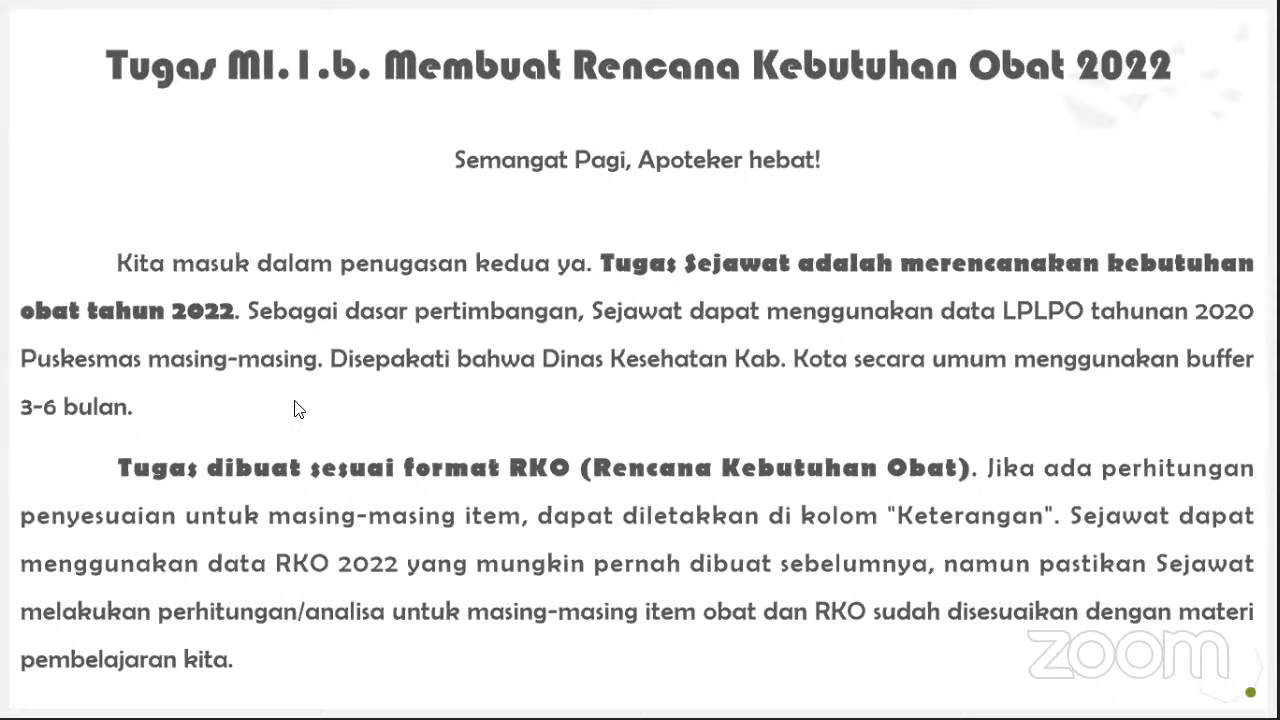 Tugas MI.1.b. Membuat Rencana Kebutuhan Obat 2022
Semangat Pagi, Apoteker hebat!
Kita masuk dalam penugasan kedua ya. Tugas Sejawat adalah merencanakan kebutuhan
obat tahun 2022. Sebagai dasar pertimbangan, Sejawat dapat menggunakan data LPLPO tahunan 2020
Puskesmas masing-masing. Disepakati bahwa Dinas Kesehatan Kab. Kota secara umum menggunakan buffer
3-6 bulan.
Tugas dibuat sesuai format RKO (Rencana Kebutuhan Obat). Jika ada perhitungan
penyesuaian untuk masing-masing item, dapat diletakkan di kolom "Keterangan". Sejawat dapat
menggunakan data RKO 2022 yang mungkin pernah dibuat sebelumnya, namun pastikan Sejawat
melakukan perhitungan/analisa untuk masing-masing item obat dan RKO sudah disesuaikan dengan materi
pembelajaran kita.
zoom